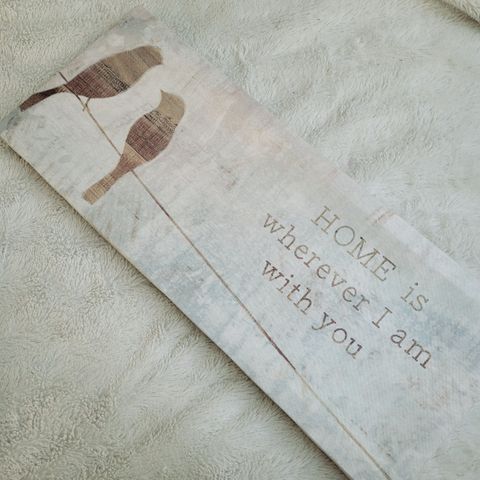 HOME is
wherever I am
with you